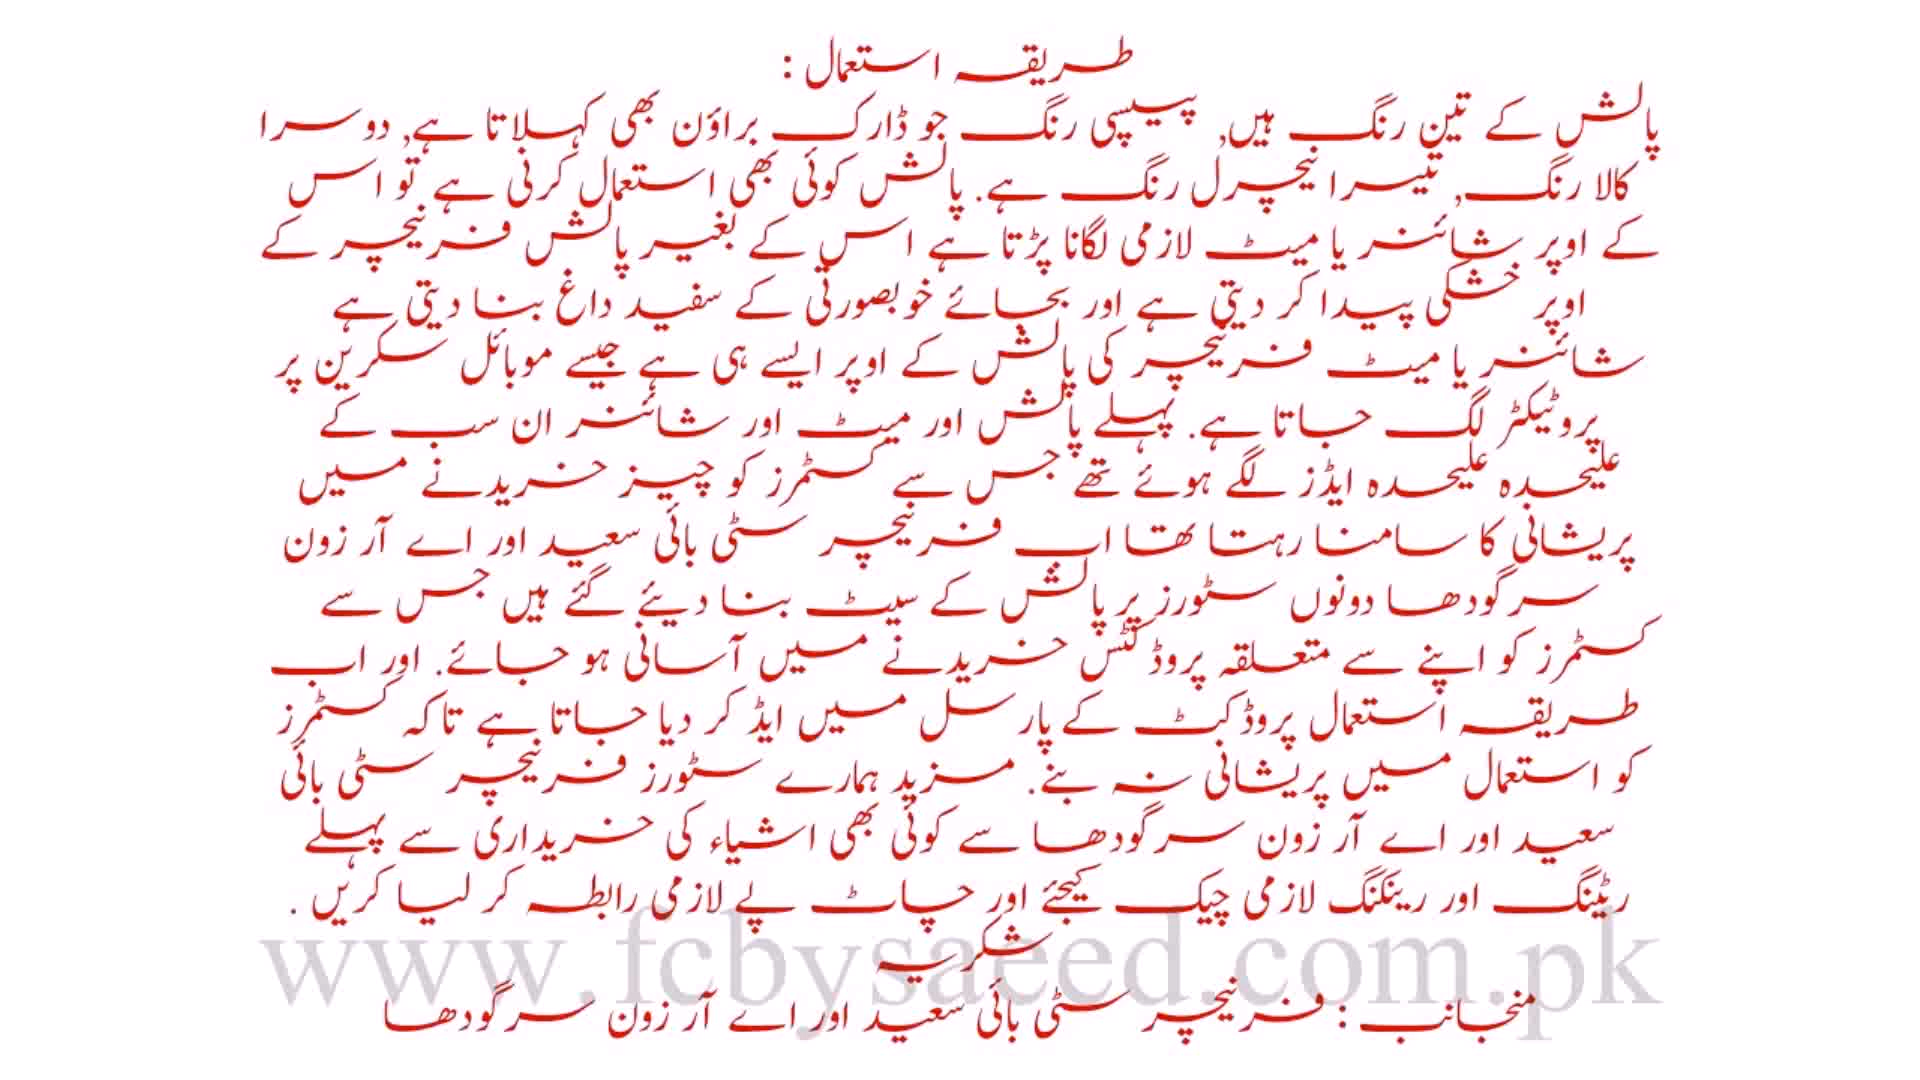 طریقہ استعمال :
پالش کے تین رنگ ہیں, پیپسی رنگ جو ڈارک براؤن بھی کہلاتا ہے, دوسرا
کالا رنگ, تیسرا نیچرل رنگ ہے. پالش کوئی بھی استعمال کرنی ہے تو اس
کے اوپر شائنر یا میٹ لازمی لگانا پڑتا ہے اس کے بغیر پالش فرنیچر کے
اوپر خشکی پیدا کر دیتی ہے اور بجائے خوبصورتی کے سفید داغ بنا دیتی ہے
شائنر یا میٹ فرنیچر کی پالش کے اوپر ایسے ہی ہے جیسے موبائل سکرین پر
پروٹیکٹر لگ جاتا ہے. پہلے پالش اور میٹ اور شائنر ان سب کے
علیحدہ علیحدہ ایڈز لگے ہوئے تھے جس سے کسٹمرز کو چیز خریدنے میں
پریشانی کا سامنا رہتا تھا اب فرنیچر سٹی بائی سعید اور اے آر زون
سرگودھا دونوں سٹورز پر پالش کے سیٹ بنا دیئے گئے ہیں جس سے
کسٹمرز کو اپنے سے متعلقہ پروڈکٹس خریدنے میں آسانی ہو جائے. اور اب
طریقہ استعمال پروڈکٹ کے پارسل میں ایڈ کر دیا جاتا ہے تاکہ کسٹمرز
کو استعمال میں پریشانی نہ بنے. مزید ہمارے سٹورز فرنیچر سٹی بائی
سعید اور اے آر زون سرگودھا سے کوئی بھی اشیاء کی خریداری سے پہلے
ریٹنگ اور رینکنگ لازمی چیک کیجئے اور چاٹ پے لازمی رابطہ کر لیا کریں .
شکریہ
www.fcbysaeed.com.pk
منجانب : فرنیچر سٹی بائی سعید اور اے آر زون سرگودھا